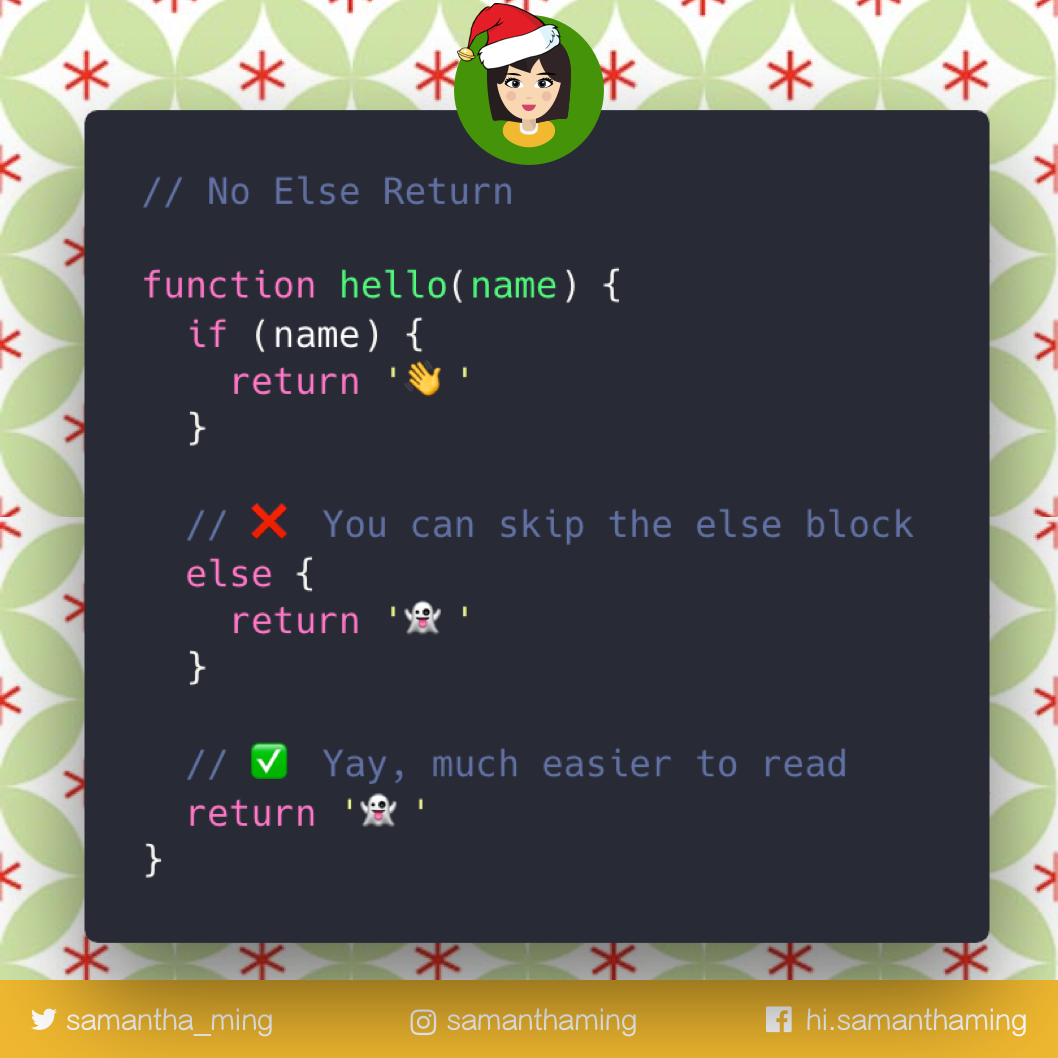 // No Else Return
function hello(name) {
if (name) {
return '👋 '
}
// ❌ You can skip the else block
else {
return '👻 '
}
// ✅ Yay, much easier to read
return '👻 '
}
samantha_ming
samanthaming
hi.samanthaming